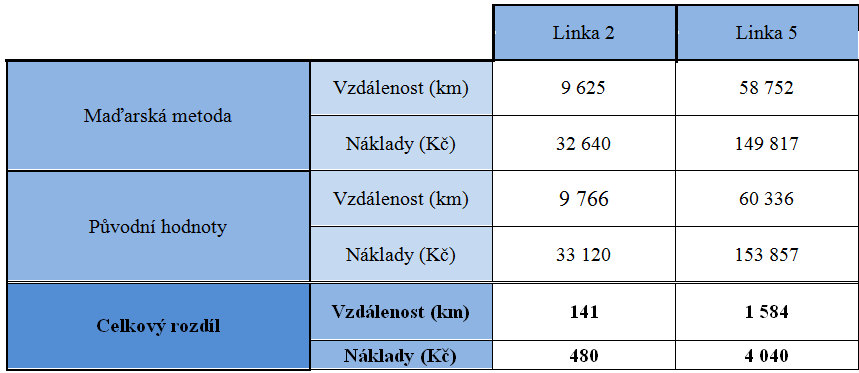 Linka 2 Linka 5
Maďarská metoda Vzdálenost (km) 9 625 58 752
Náklady (Kč) 32 640 149 817
Původní hodnoty Vzdálenost (km) 9 766 60 336
Náklady (Kč) 33 120 153 857
Celkový rozdíl Vzdálenost (km) 141 1 584
Náklady (Kč) 480 4 040